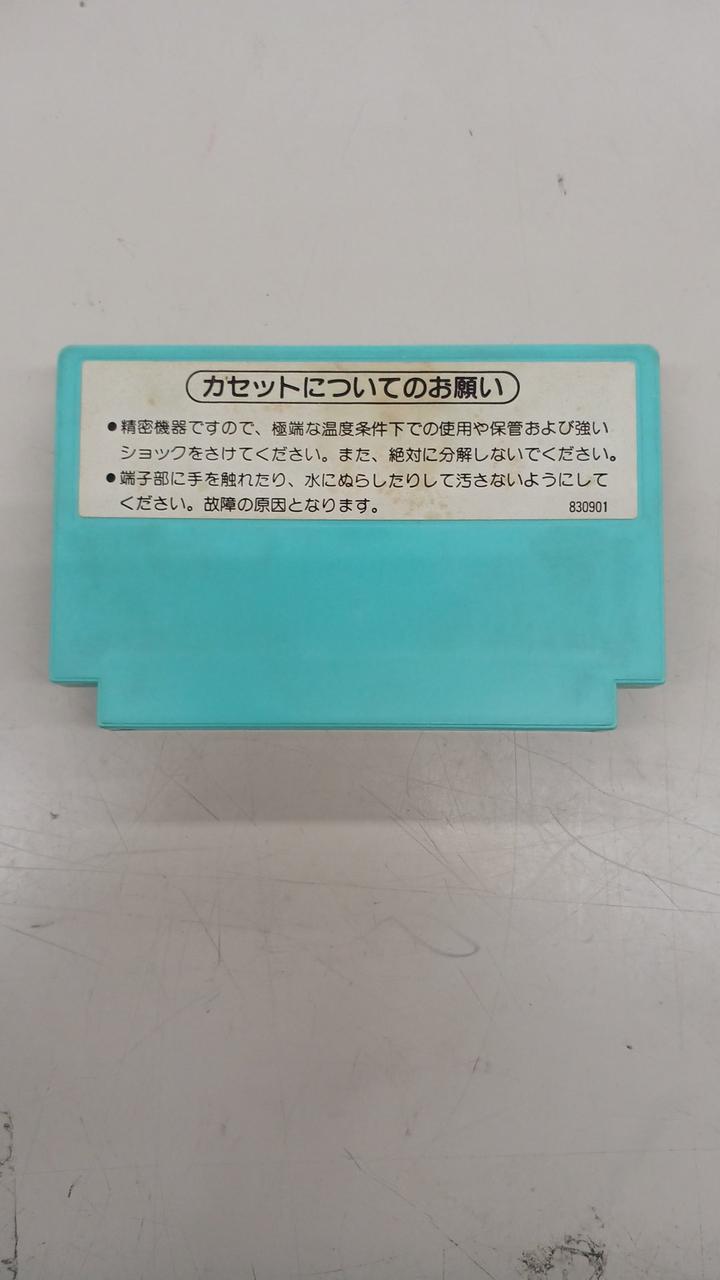 カセットについてのお願い
●精密機器ですので、極端な温度条件下での使用や保管および強い
ショックをさけてください。また、絶対に分解しないでください。
●端子部に手を触れたり、水にぬらしたりして汚さないようにして
ください。故障の原因となります。
830901